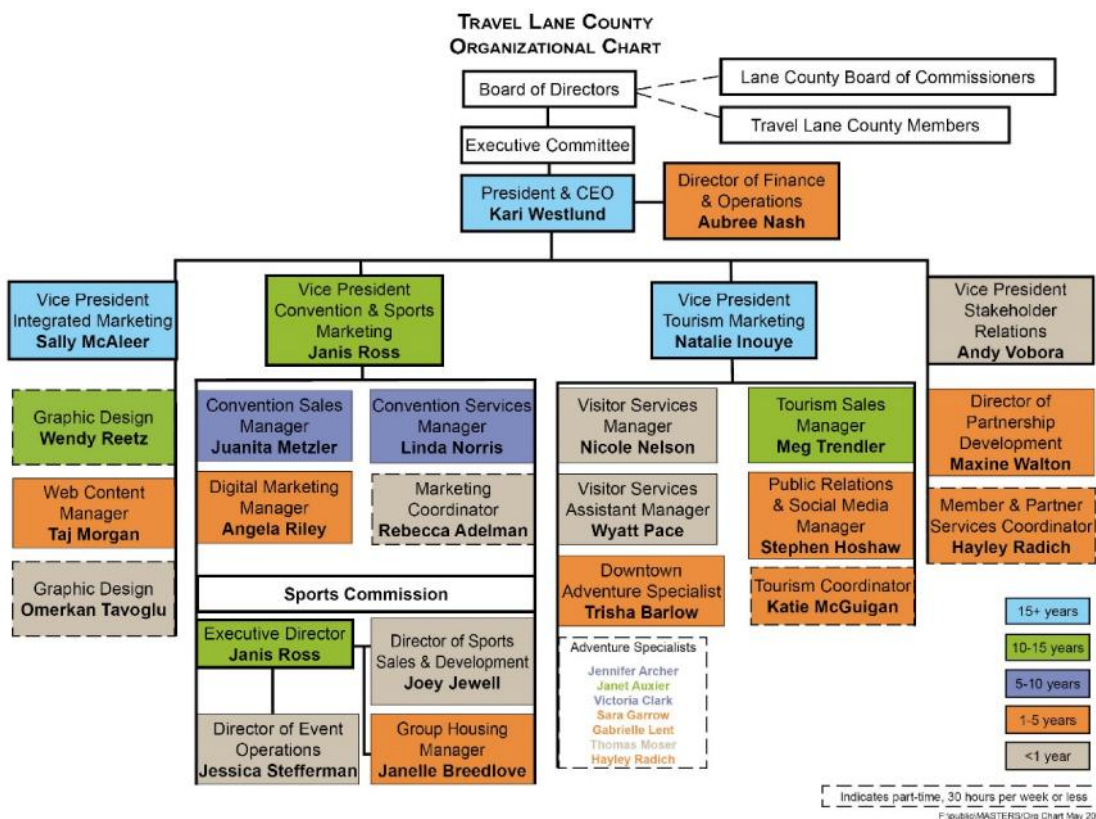 TRAVEL LANE COUNTY
ORGANIZATIONAL CHART
Board of Directors
Lane County Board of Commissioners
Travel Lane County Members
Executive Committee
President & CEO
Kari Westlund
Director of Finance
& Operations
Aubree Nash
Vice President
Integrated Marketing
Sally McAleer
Vice President
Convention & Sports
Marketing
Janis Ross
Vice President
Tourism Marketing
Natalie Inouye
Vice President
Stakeholder
Relations
Andy Vobora
Graphic Design
Wendy Reetz
Web Content
Manager
Taj Morgan
Graphic Design
Omerkan Tavoglu
Convention Sales
Manager
Juanita Metzler
Convention Services
Manager
Linda Norris
Digital Marketing
Manager
Angela Riley
Marketing
Coordinator
Rebecca Adelman
Sports Commission
Executive Director
Janis Ross
Director of Sports
Sales & Development
Joey Jewell
Director of Event
Operations
Jessica Stefferman
Group Housing
Manager
Janelle Breedlove
Visitor Services
Manager
Nicole Nelson
Tourism Sales
Manager
Meg Trendler
Visitor Services
Assistant Manager
Wyatt Pace
Public Relations
& Social Media
Manager
Stephen Hoshaw
Downtown
Adventure Specialist
Trisha Barlow
Tourism Coordinator
Katie McGuigan
Adventure Specialists
Jennifer Archer
Janet Auxier
Victoria Clark
Sara Garrow
Gabrielle Lent
Thomas Moser
Hayley Radich
Director of
Partnership
Development
Maxine Walton
Member & Partner
Services Coordinator
Hayley Radich
15+ years
10-15 years
5-10 years
1-5 years
<1 year
Indicates part-time, 30 hours per week or less
F:\public\MASTERS/Org Chart May 20